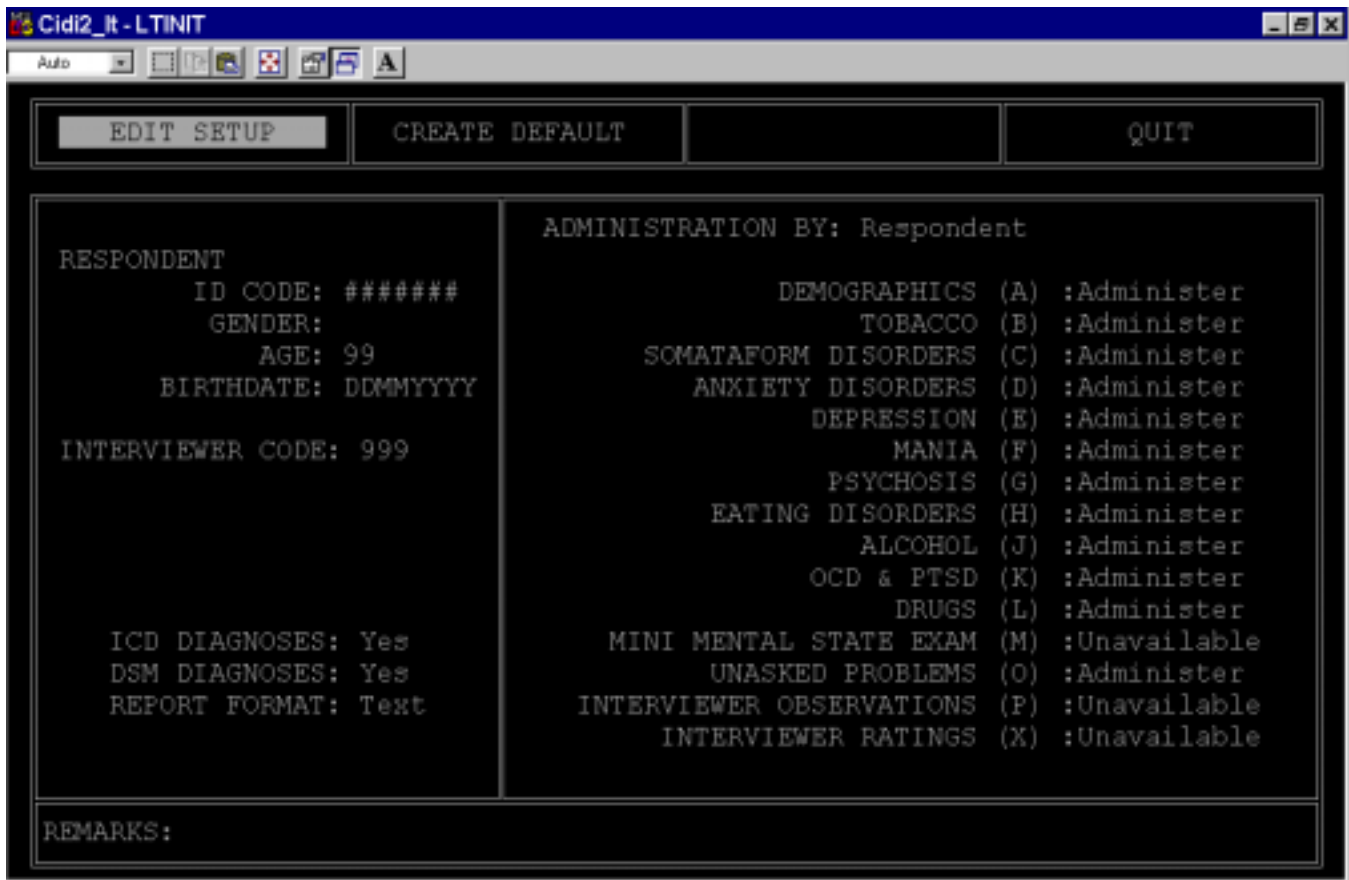 Cidi2_lt - LTINIT
Auto
A
EDIT SETUP CREATE DEFAULT QUIT
ADMINISTRATION BY: Respondent
RESPONDENT
ID CODE: #######
GENDER:
AGE: 99
BIRTHDATE: DDMMYYYY
INTERVIEWER CODE: 999
ICD DIAGNOSES: Yes
DSM DIAGNOSES: Yes
REPORT FORMAT: Text
DEMOGRAPHICS (A) :Administer
TOBACCO (B) :Administer
SOMATAFORM DISORDERS (C) :Administer
ANXIETY DISORDERS (D) :Administer
DEPRESSION (E) :Administer
MANIA (F) :Administer
PSYCHOSIS (G) :Administer
EATING DISORDERS (H) :Administer
ALCOHOL (J) :Administer
OCD & PTSD (K) :Administer
DRUGS (L) :Administer
MINI MENTAL STATE EXAM (M) :Unavailable
UNASKED PROBLEMS (O) :Administer
INTERVIEWER OBSERVATIONS (P) :Unavailable
INTERVIEWER RATINGS (X) :Unavailable
REMARKS: